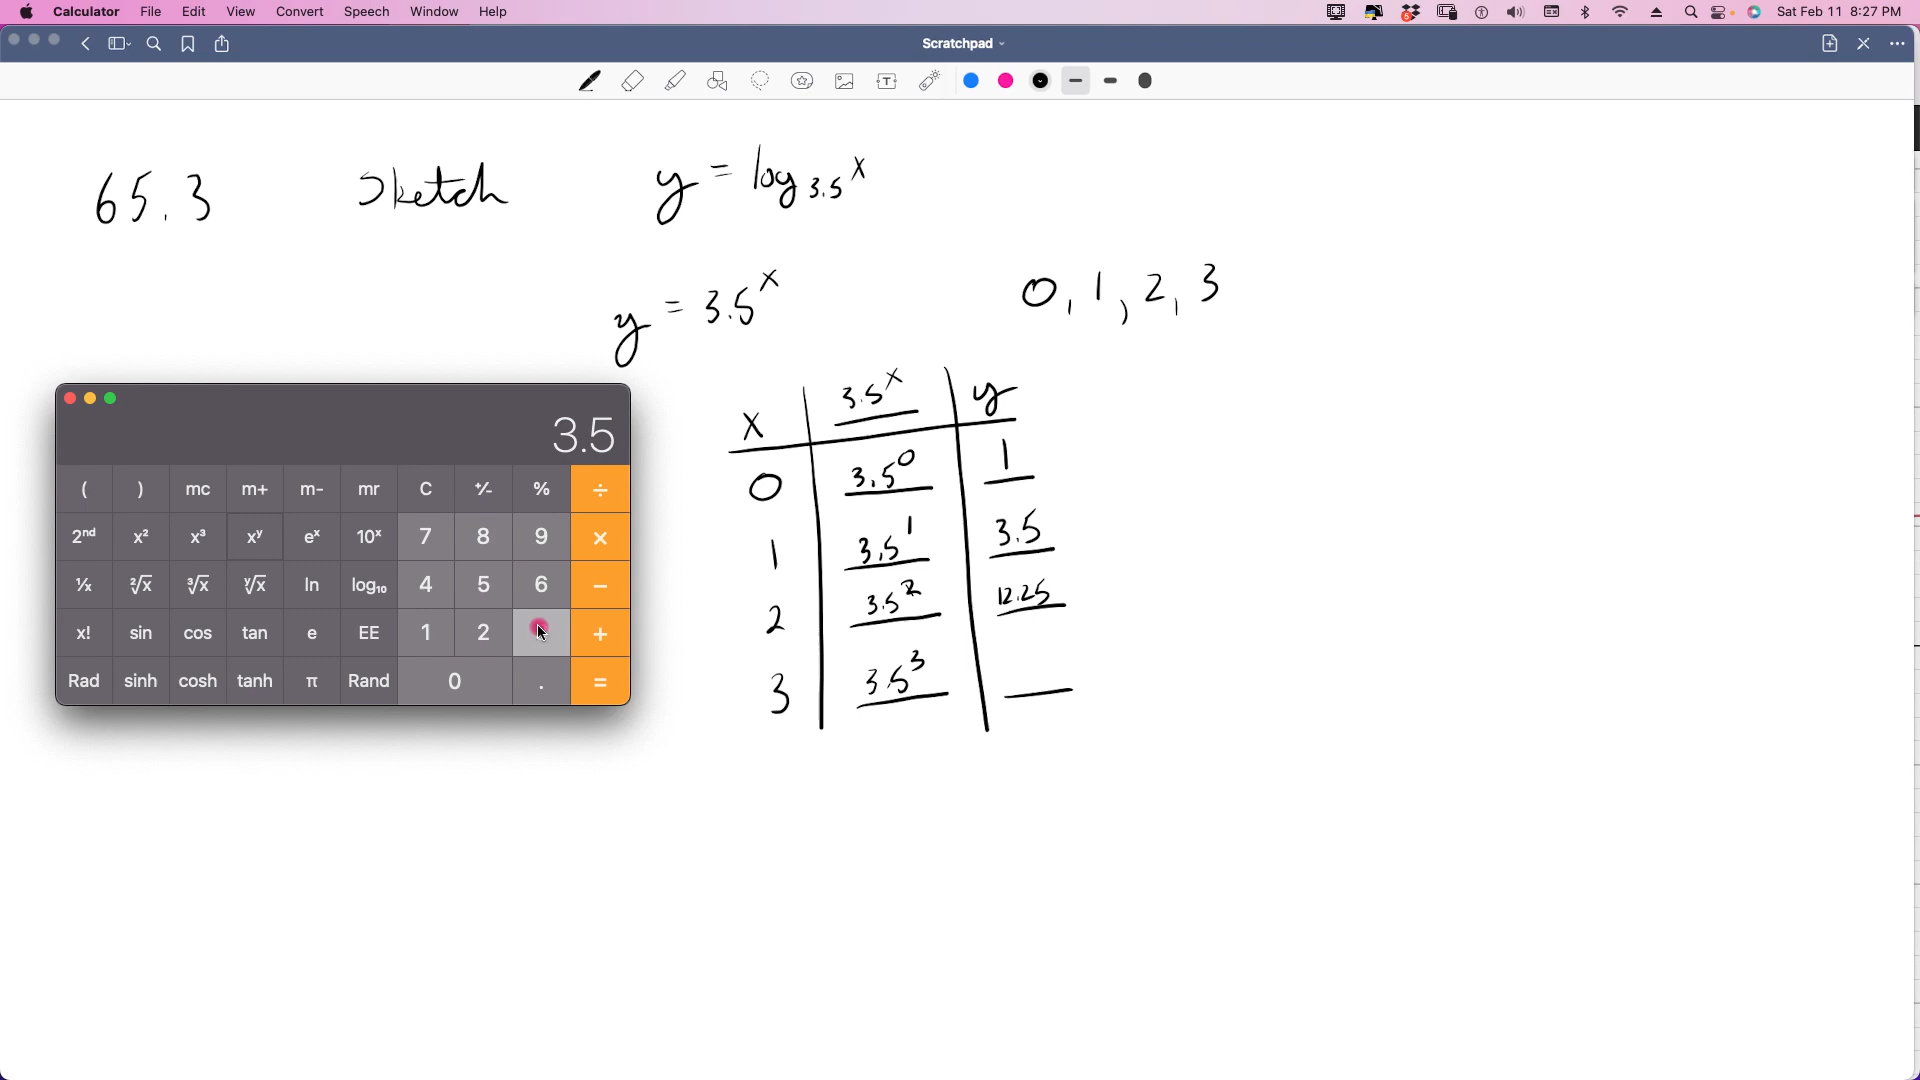 Calculator File Edit View Convert Speech Window Help Sat Feb 11 8:27 PM
Scratchpad
65.3 Sketch y = log₃.₅ x
y = 3.5ˣ 0, 1, 2, 3
3.5
( ) mc m+ m- mr C +/- % ÷
2ⁿᵈ x² x³ xʸ eˣ 10ˣ 7 8 9 ×
1/x ²√x ³√x ʸ√x ln log₁₀ 4 5 6 −
x! sin cos tan e EE 1 2 +
Rad sinh cosh tanh π Rand 0 . =
x 3.5ˣ y
0 3.5⁰ 1
1 3.5¹ 3.5
2 3.5² 12.25
3 3.5³